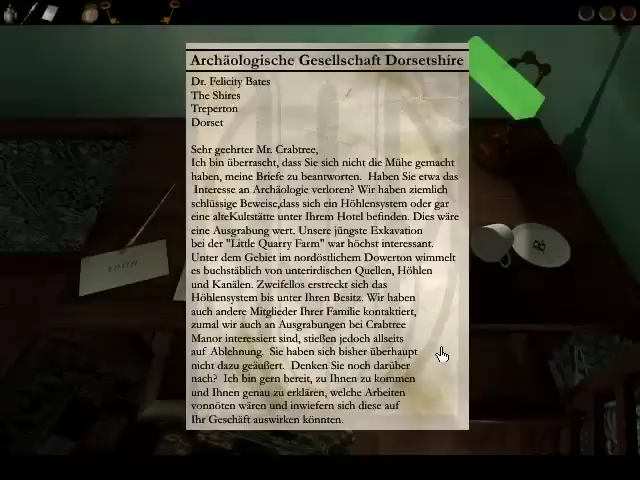 Archäologische Gesellschaft Dorsetshire
Dr. Felicity Bates
The Shires
Treperton
Dorset
Sehr geehrter Mr. Crabtree,
Ich bin überrascht, dass Sie sich nicht die Mühe gemacht
haben, meine Briefe zu beantworten.  Haben Sie etwa das
Interesse an Archäologie verloren? Wir haben ziemlich
schlüssige Beweise,dass sich ein Höhlensystem oder gar
eine alteKultstätte unter Ihrem Hotel befinden. Dies wäre
eine Ausgrabung wert. Unsere jüngste Exkavation
bei der "Little Quarry Farm" war höchst interessant.
Unter dem Gebiet im nordöstlichem Dowerton wimmelt
es buchstäblich von unterirdischen Quellen, Höhlen
und Kanälen. Zweifellos erstreckt sich das
Höhlensystem bis unter Ihren Besitz. Wir haben
auch andere Mitglieder Ihrer Familie kontaktiert,
zumal wir auch an Ausgrabungen bei Crabtree
Manor interessiert sind, stießen jedoch allseits
auf Ablehnung.  Sie haben sich bisher überhaupt
nicht dazu geäußert.  Denken Sie noch darüber
nach?  Ich bin gern bereit, zu Ihnen zu kommen
und Ihnen genau zu erklären, welche Arbeiten
vonnöten wären und inwiefern sich diese auf
Ihr Geschäft auswirken könnten.